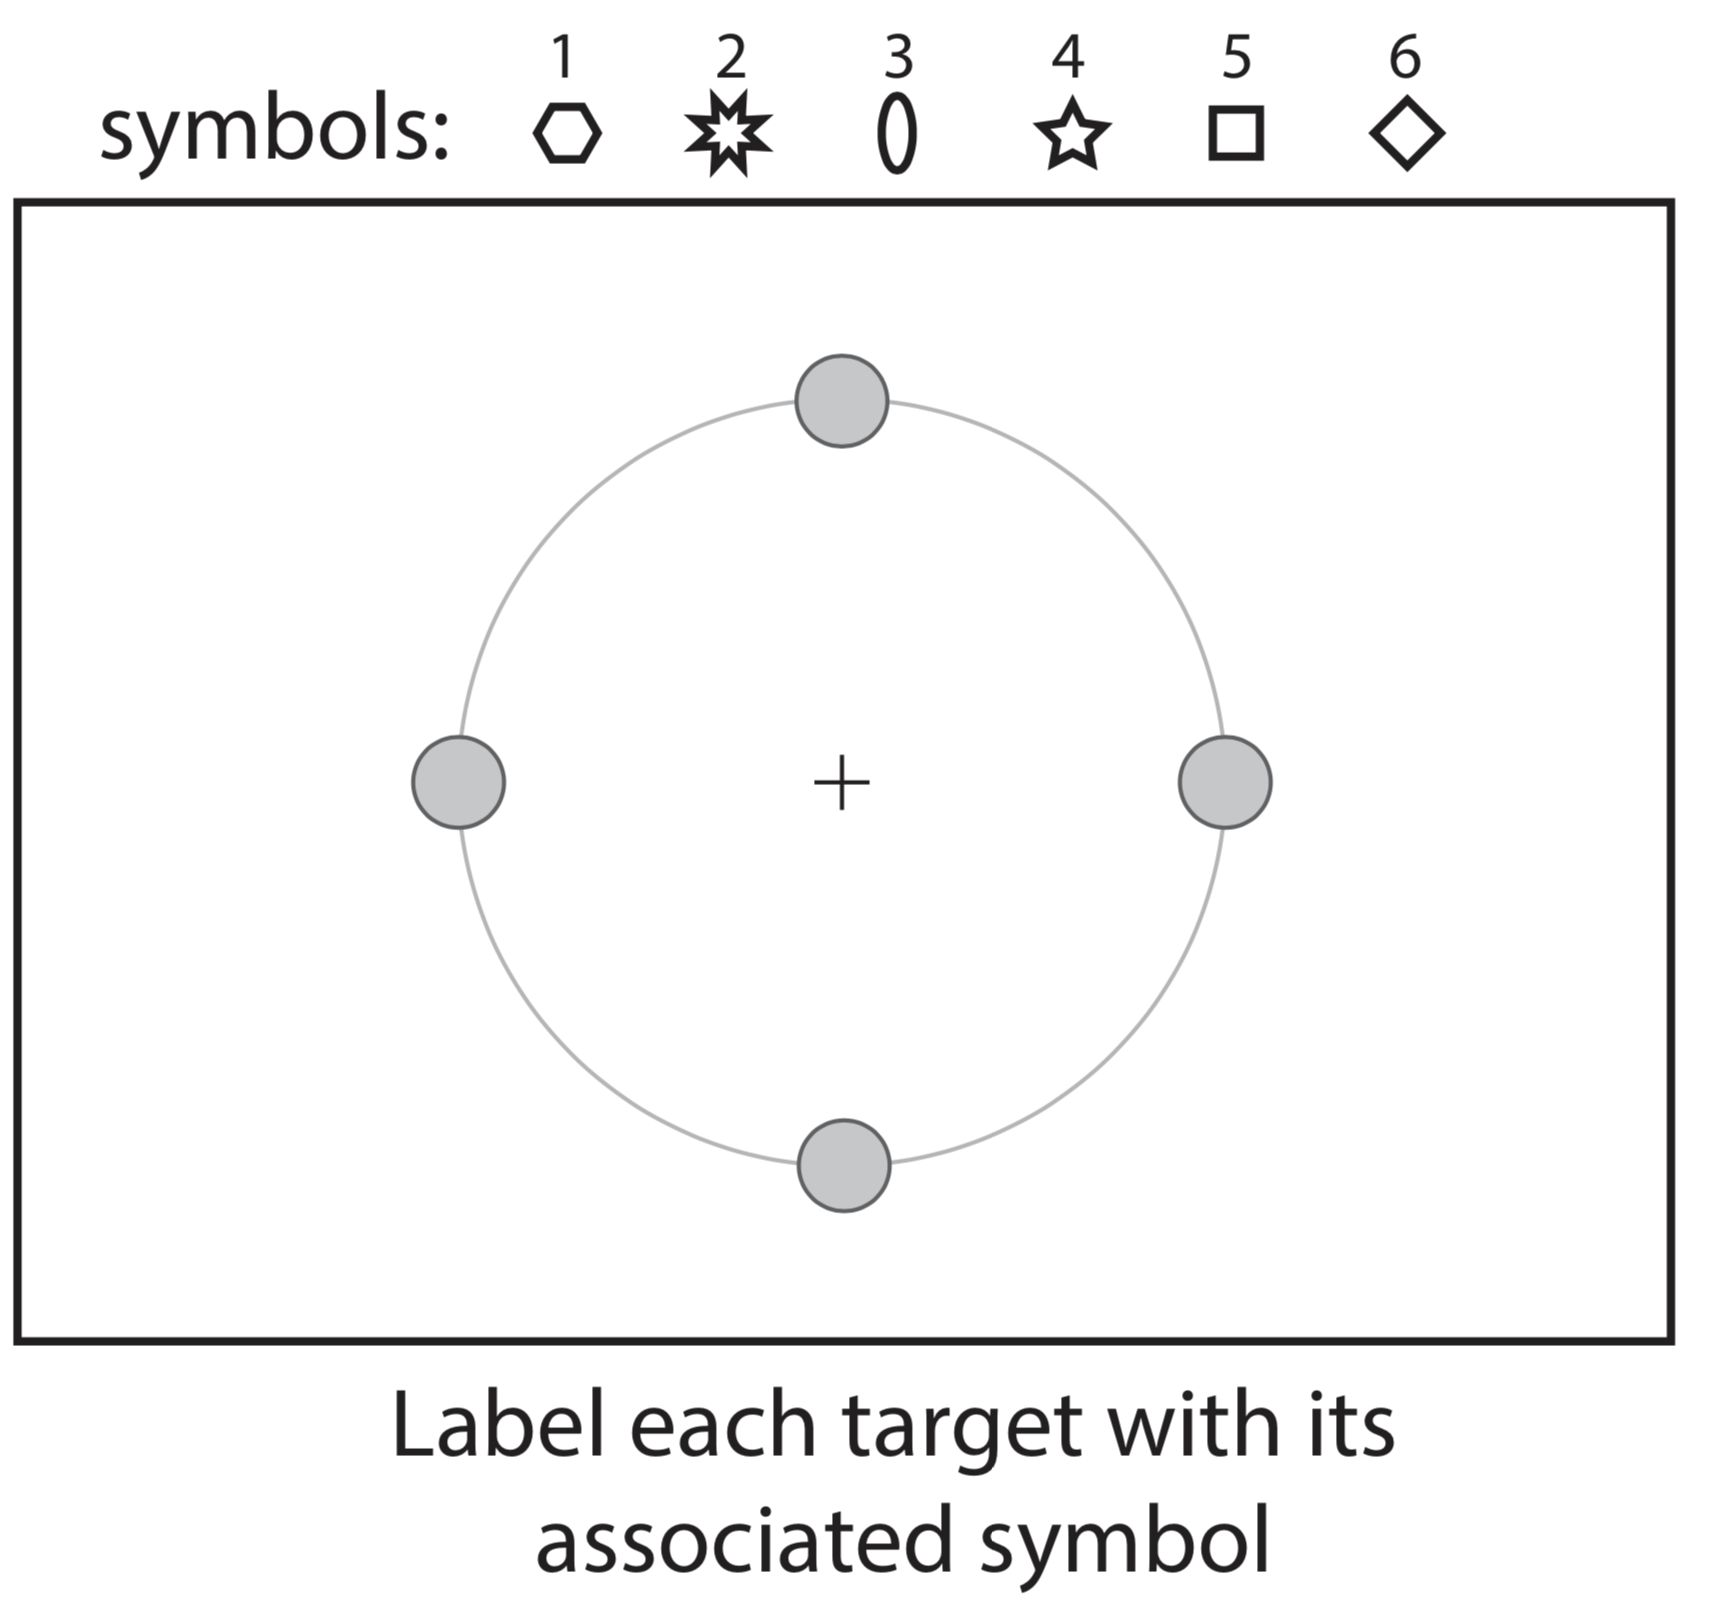 1 2 3 4 5 6
symbols:
Label each target with its
associated symbol